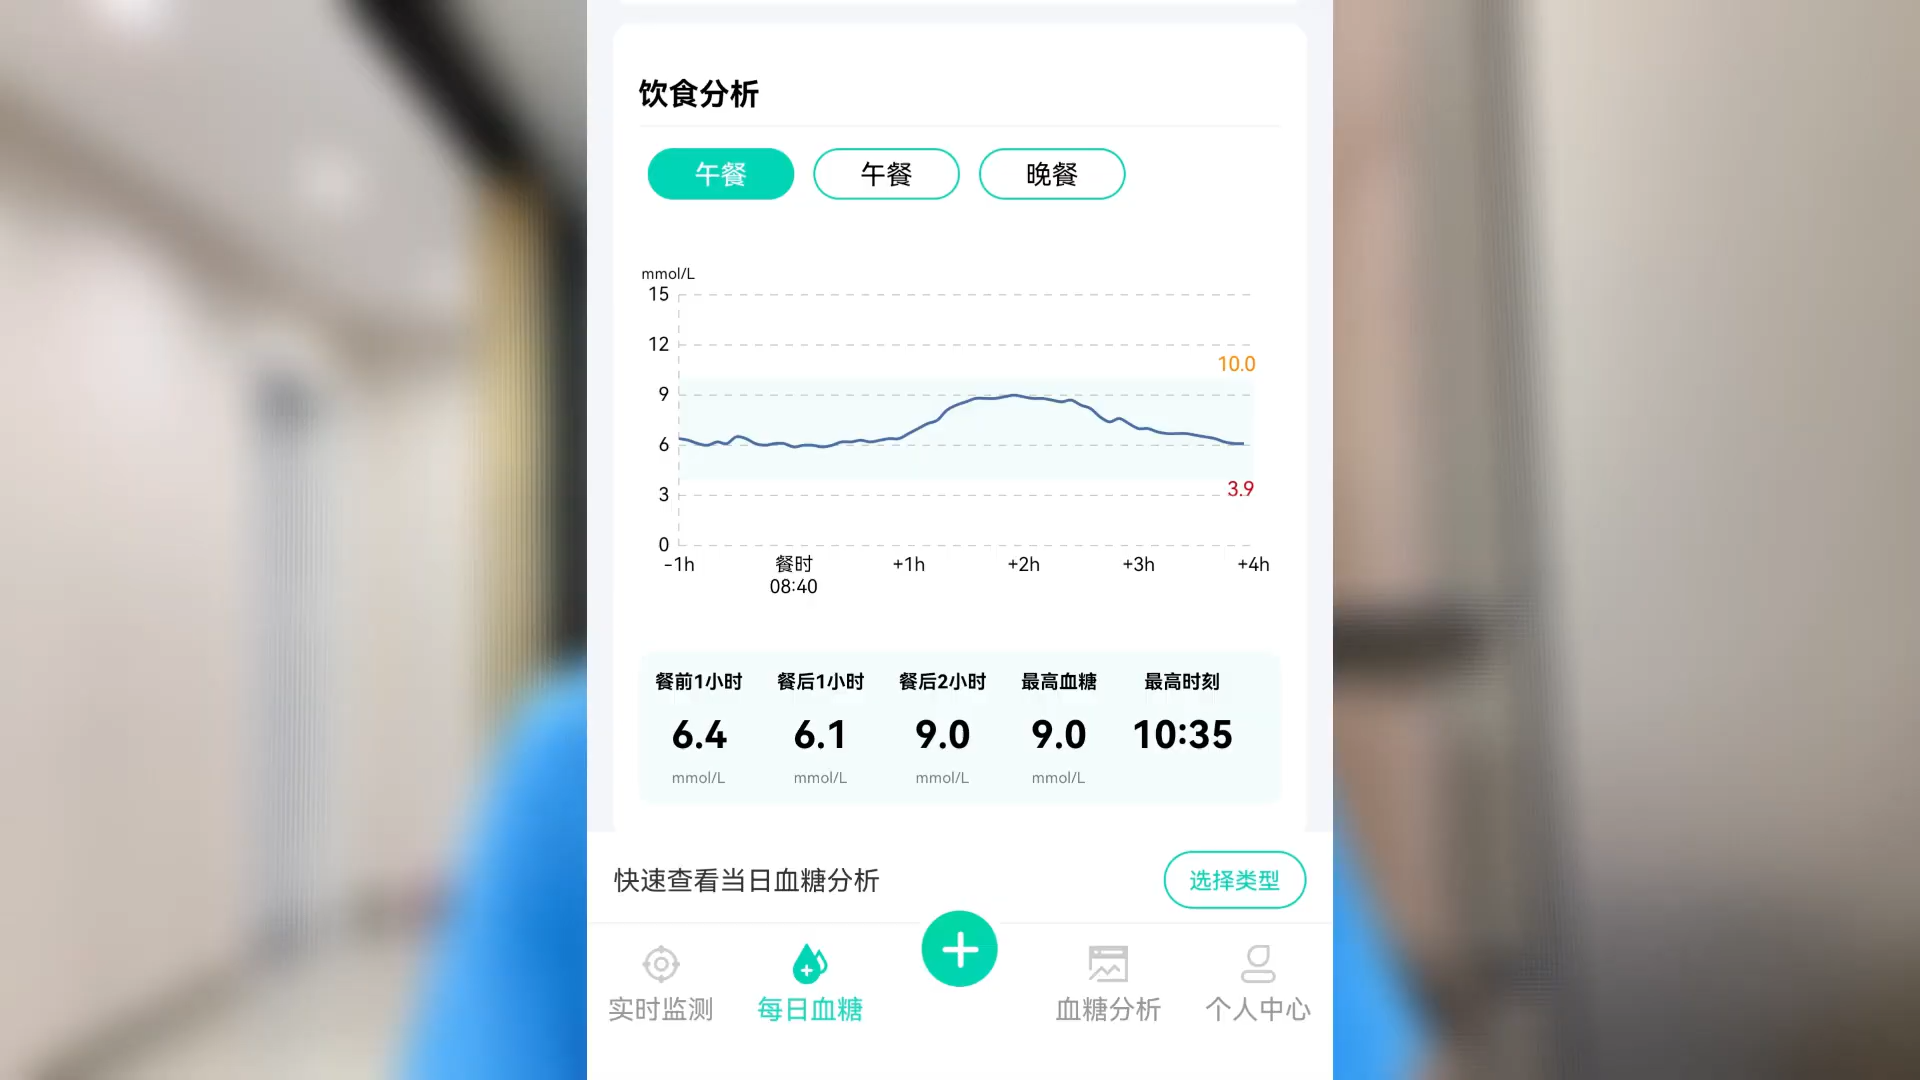 饮食分析
午餐 午餐 晚餐
mmol/L
15
12
10.0
9
6
3.9
3
0
-1h 餐时 +1h +2h +3h +4h
08:40
餐前1小时 餐后1小时 餐后2小时 最高血糖 最高时刻
6.4 6.1 9.0 9.0 10:35
mmol/L mmol/L mmol/L mmol/L
快速查看当日血糖分析 选择类型
实时监测 每日血糖 血糖分析 个人中心